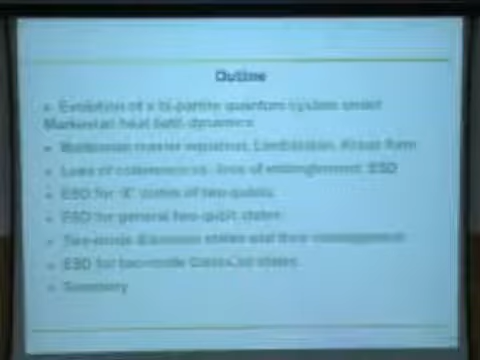 Outline
Evolution of a bi-partite quantum system under
Markovian heat bath dynamics
Markovian master equation, Lindbladian, Kraus form
Loss of coherence vs. loss of entanglement: ESD
ESD for 'X' states of two-qubits
ESD for general two-qubit states
Two-mode Gaussian states and their entanglement
ESD for two-mode Gaussian states
Summary